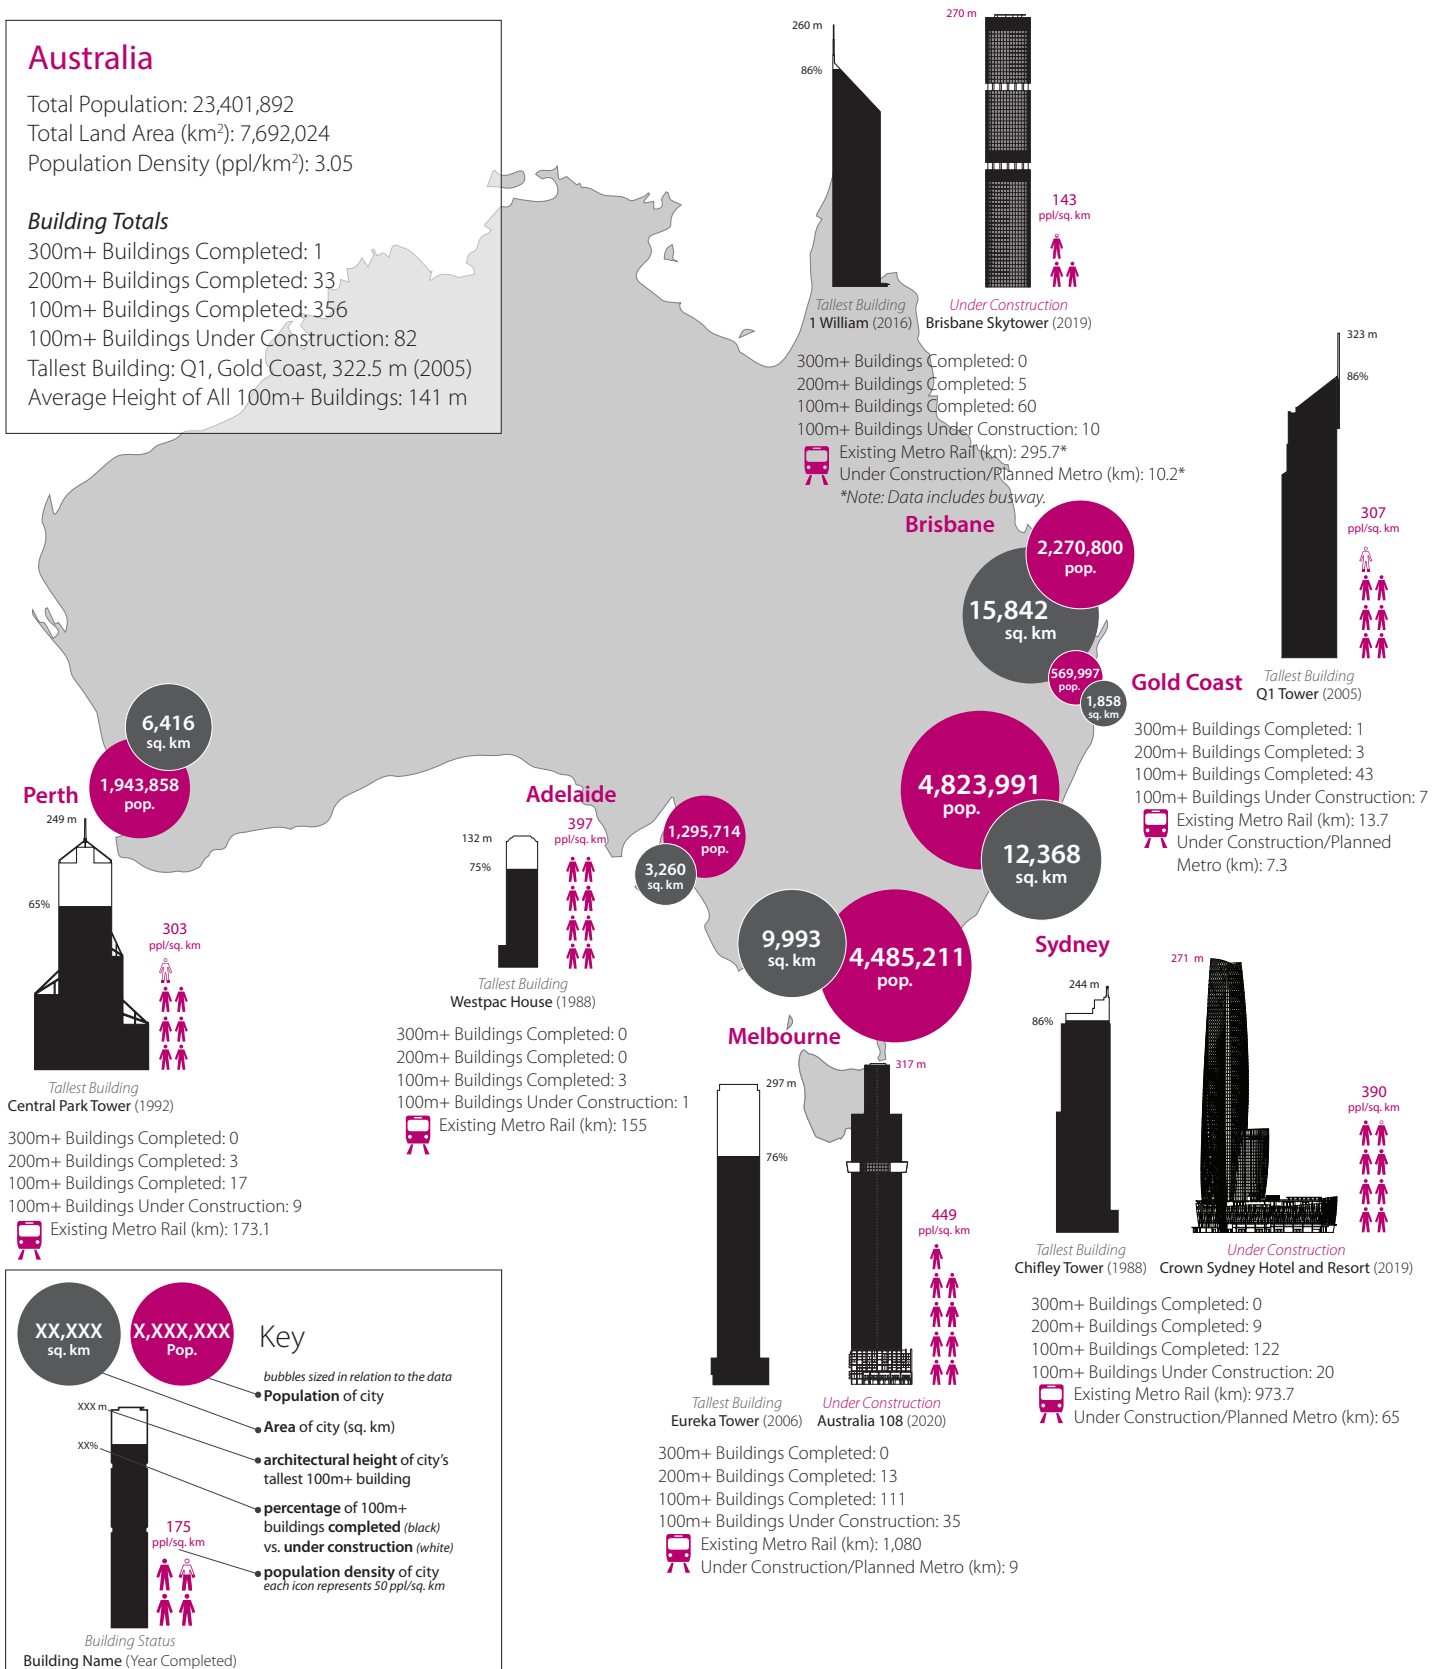 Australia
Total Population: 23,401,892
Total Land Area (km²): 7,692,024
Population Density (ppl/km²): 3.05
Building Totals
300m+ Buildings Completed: 1
200m+ Buildings Completed: 33
100m+ Buildings Completed: 356
100m+ Buildings Under Construction: 82
Tallest Building: Q1, Gold Coast, 322.5 m (2005)
Average Height of All 100m+ Buildings: 141 m
260 m
86%
270 m
143
ppl/sq. km
Tallest Building
1 William (2016)
Under Construction
Brisbane Skytower (2019)
300m+ Buildings Completed: 0
200m+ Buildings Completed: 5
100m+ Buildings Completed: 60
100m+ Buildings Under Construction: 10
Existing Metro Rail (km): 295.7*
Under Construction/Planned Metro (km): 10.2*
*Note: Data includes busway.
Brisbane
2,270,800
pop.
15,842
sq. km
323 m
86%
307
ppl/sq. km
Tallest Building
Q1 Tower (2005)
569,997
pop.
1,858
sq. km
Gold Coast
300m+ Buildings Completed: 1
200m+ Buildings Completed: 3
100m+ Buildings Completed: 43
100m+ Buildings Under Construction: 7
Existing Metro Rail (km): 13.7
Under Construction/Planned
Metro (km): 7.3
6,416
sq. km
1,943,858
pop.
Perth
249 m
65%
303
ppl/sq. km
Tallest Building
Central Park Tower (1992)
300m+ Buildings Completed: 0
200m+ Buildings Completed: 3
100m+ Buildings Completed: 17
100m+ Buildings Under Construction: 9
Existing Metro Rail (km): 173.1
Adelaide
132 m
75%
397
ppl/sq. km
1,295,714
pop.
3,260
sq. km
Tallest Building
Westpac House (1988)
300m+ Buildings Completed: 0
200m+ Buildings Completed: 0
100m+ Buildings Completed: 3
100m+ Buildings Under Construction: 1
Existing Metro Rail (km): 155
4,823,991
pop.
12,368
sq. km
Sydney
244 m
86%
271 m
390
ppl/sq. km
Tallest Building
Chifley Tower (1988)
Under Construction
Crown Sydney Hotel and Resort (2019)
300m+ Buildings Completed: 0
200m+ Buildings Completed: 9
100m+ Buildings Completed: 122
100m+ Buildings Under Construction: 20
Existing Metro Rail (km): 973.7
Under Construction/Planned Metro (km): 65
9,993
sq. km
4,485,211
pop.
Melbourne
297 m
76%
317 m
449
ppl/sq. km
Tallest Building
Eureka Tower (2006)
Under Construction
Australia 108 (2020)
300m+ Buildings Completed: 0
200m+ Buildings Completed: 13
100m+ Buildings Completed: 111
100m+ Buildings Under Construction: 35
Existing Metro Rail (km): 1,080
Under Construction/Planned Metro (km): 9
XX,XXX
sq. km
X,XXX,XXX
Pop.
Key
bubbles sized in relation to the data
Population of city
Area of city (sq. km)
XXX m
architectural height of city's
tallest 100m+ building
XX%
percentage of 100m+
buildings completed (black)
vs. under construction (white)
175
ppl/sq. km
population density of city
each icon represents 50 ppl/sq. km
Building Status
Building Name (Year Completed)